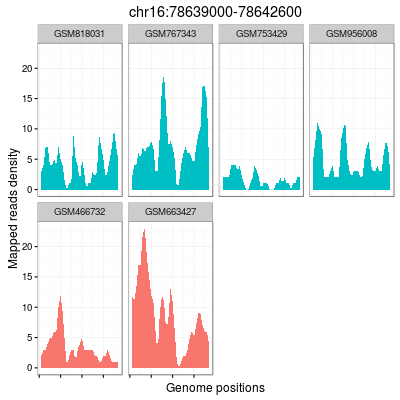 chr16:78639000-78642600
GSM818031 GSM767343 GSM753429 GSM956008
20
15
10
5
0
Mapped reads density
GSM466732 GSM663427
20
15
10
5
0
Genome positions